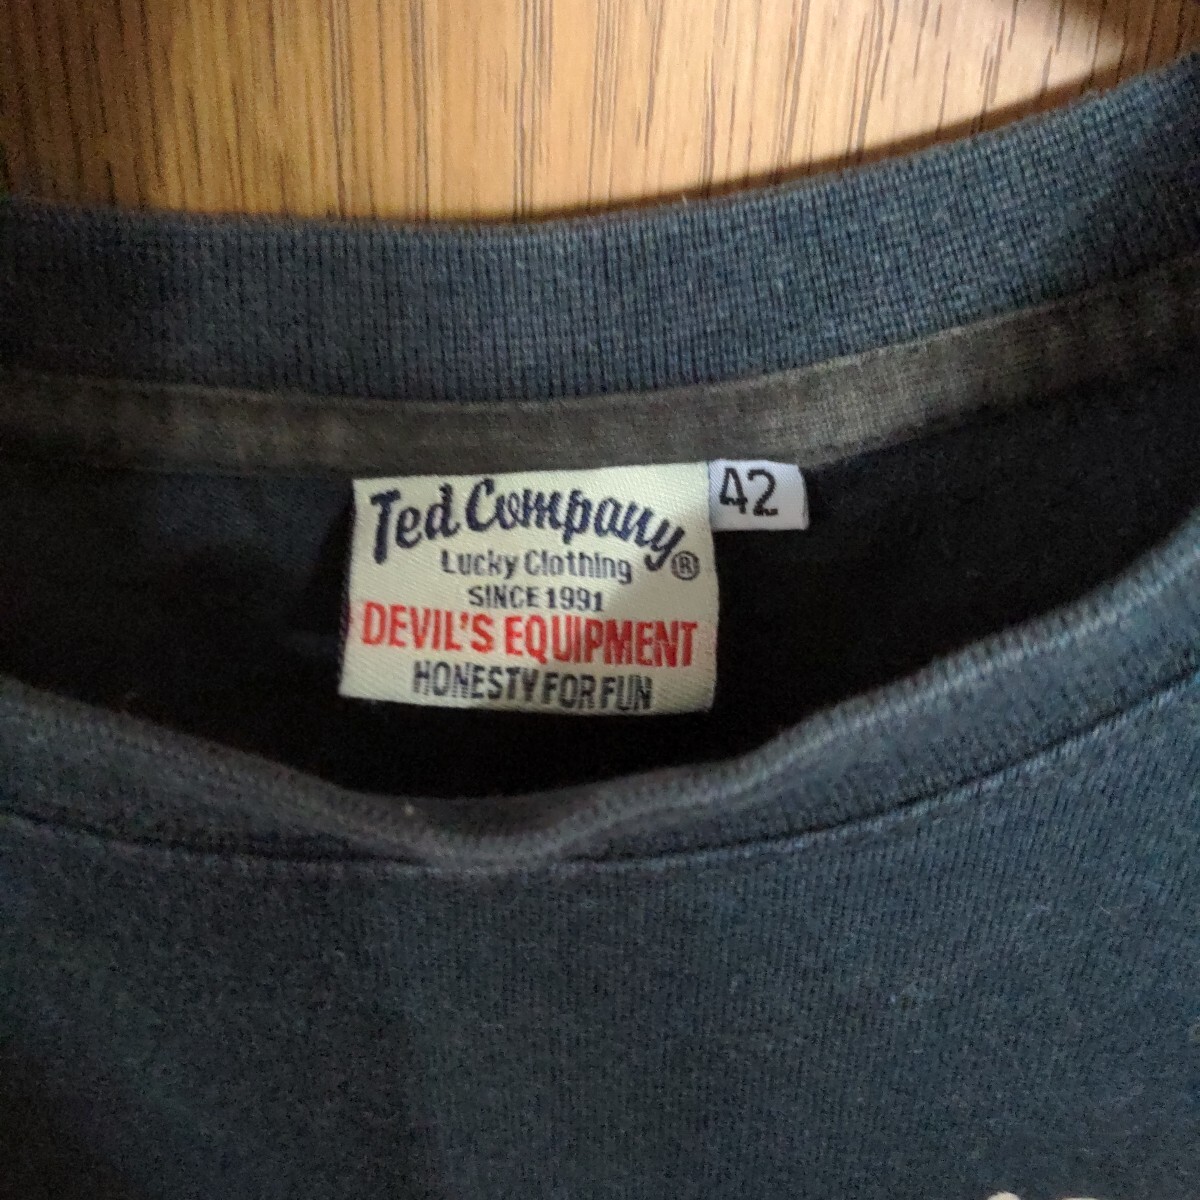 Ted Company®
42
Lucky Clothing
SINCE 1991
DEVIL'S EQUIPMENT
HONESTY FOR FUN